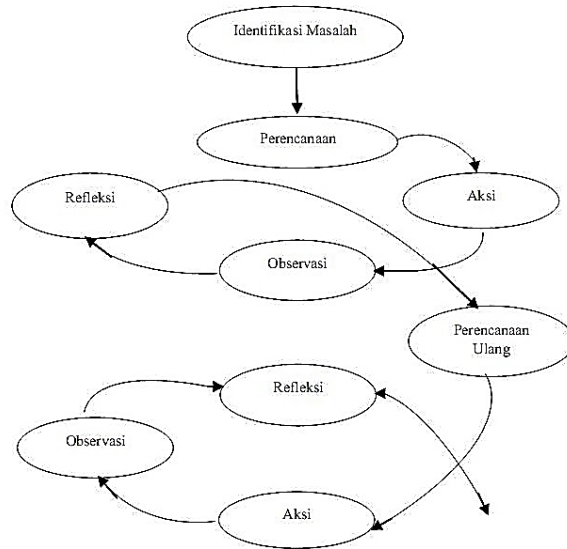 Identifikasi Masalah
Perencanaan
Aksi
Refleksi
Observasi
Perencanaan
Ulang
Refleksi
Observasi
Aksi